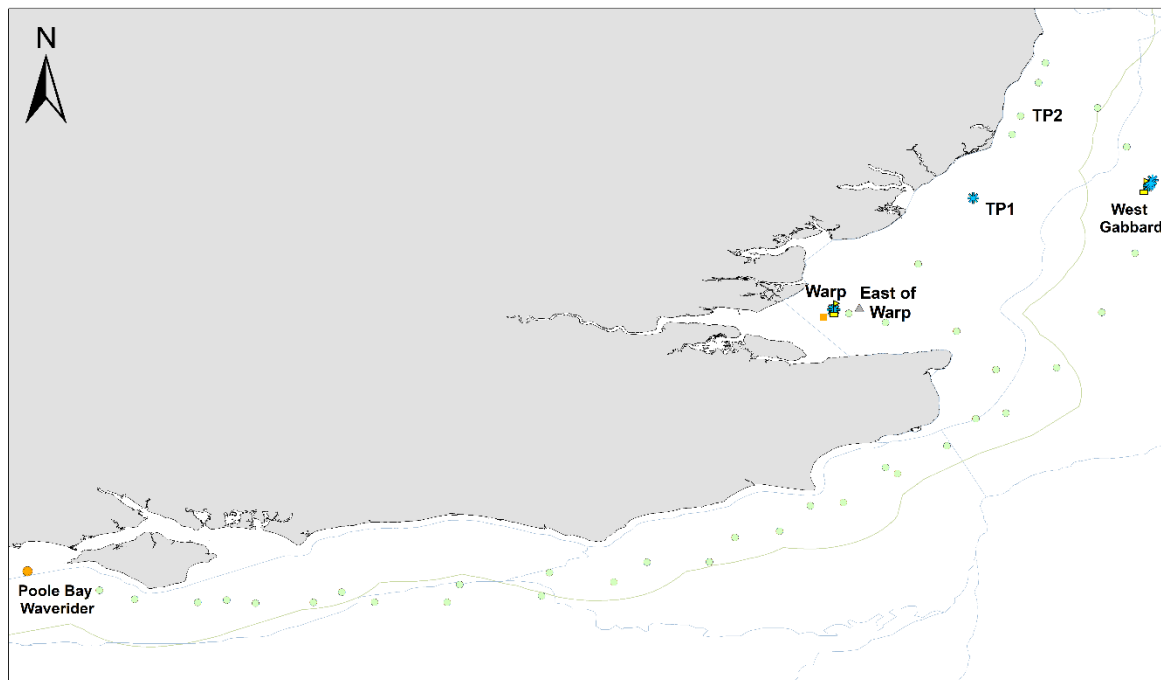 N
TP2
TP1
West
Gabbard
Warp
East of
Warp
Poole Bay
Waverider